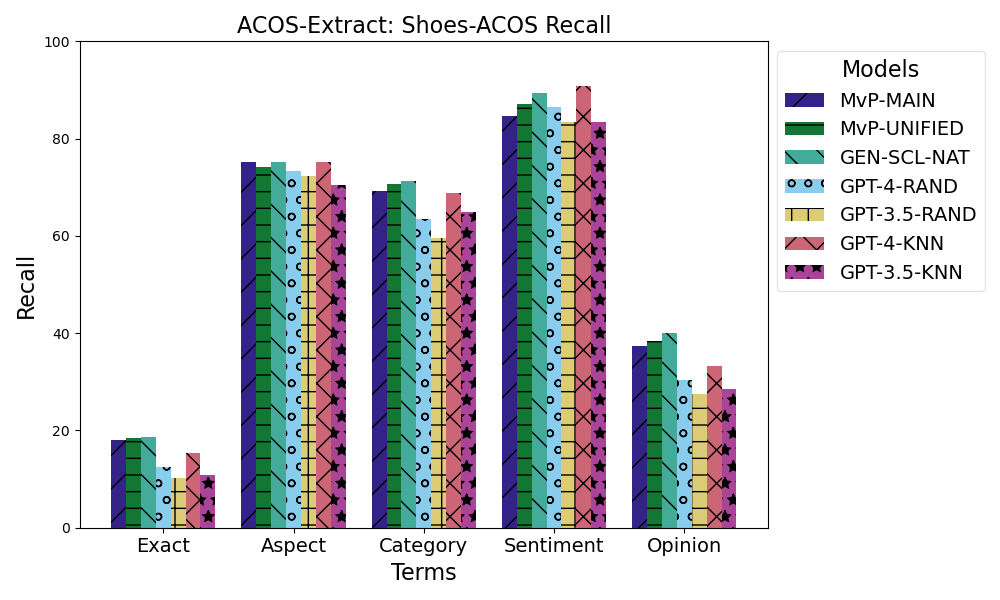 ACOS-Extract: Shoes-ACOS Recall
100
80
60
40
20
0
Recall
Exact
Aspect
Category
Sentiment
Opinion
Terms
Models
MvP-MAIN
MvP-UNIFIED
GEN-SCL-NAT
GPT-4-RAND
GPT-3.5-RAND
GPT-4-KNN
GPT-3.5-KNN